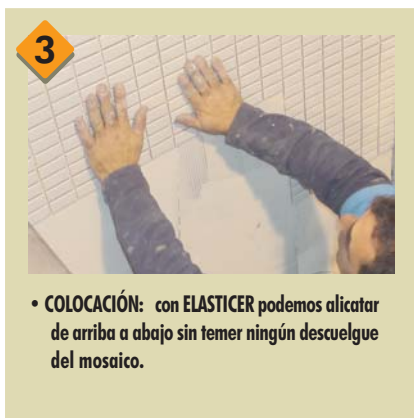 3
• COLOCACIÓN: con ELASTICER podemos alicatar
de arriba a abajo sin temer ningún descuelgue
del mosaico.